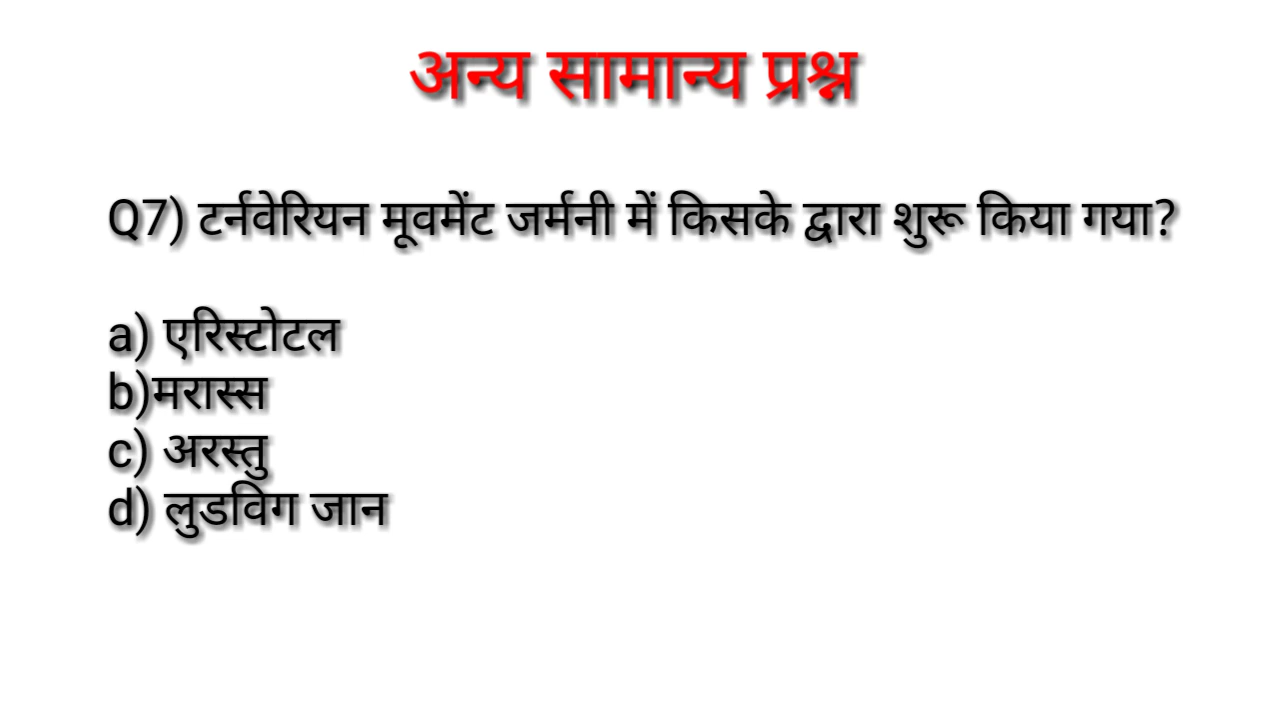 अन्य सामान्य प्रश्न
Q7) टर्नवेरियन मूवमेंट जर्मनी में किसके द्वारा शुरू किया गया?
a) एरिस्टोटल
b)मरास्स
c) अरस्तु
d) लुडविग जान